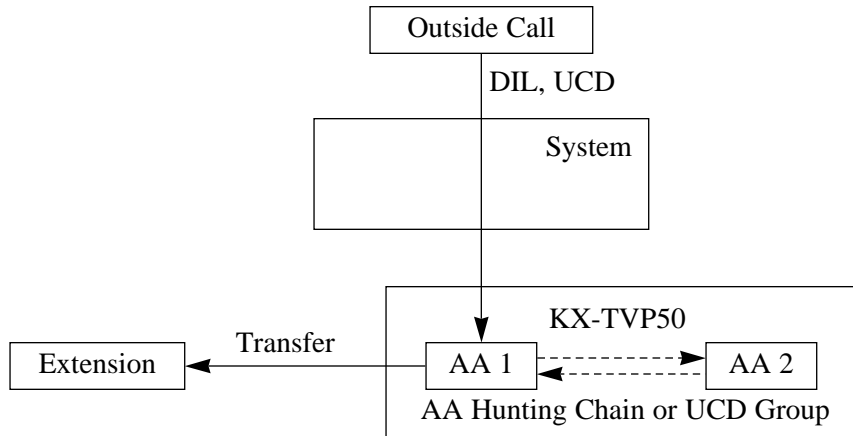 Outside Call
DIL, UCD
System
KX-TVP50
Extension
Transfer
AA 1
AA 2
AA Hunting Chain or UCD Group